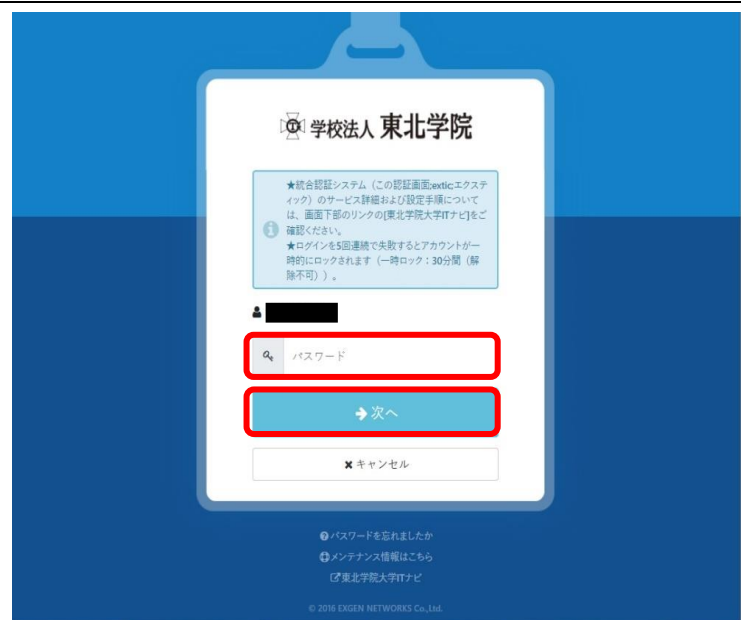 学校法人 東北学院
★統合認証システム（この認証画面;extic:エクステ
ィック）のサービス詳細および設定手順について
は、画面下部のリンクの[東北学院大学ITナビ]をご
確認ください。
★ログインを5回連続で失敗するとアカウントが一
時的にロックされます（一時ロック：30分間（解
除不可））。
パスワード
次へ
キャンセル
パスワードを忘れましたか
メンテナンス情報はこちら
東北学院大学ITナビ
© 2016 EXGEN NETWORKS Co.,Ltd.